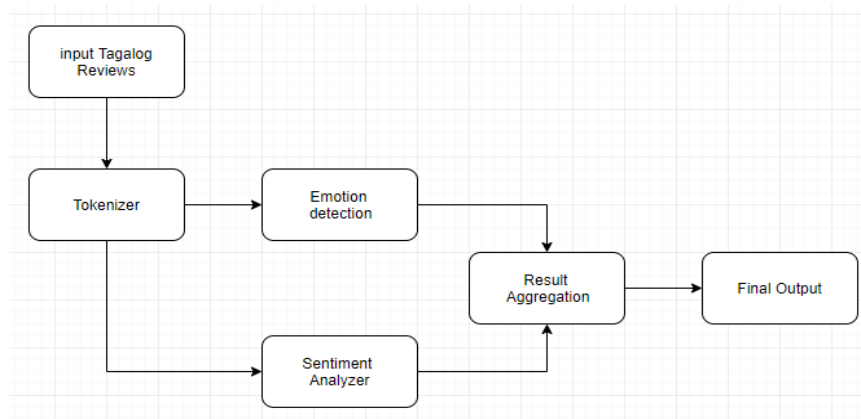 input Tagalog
Reviews
Tokenizer
Emotion
detection
Result
Aggregation
Final Output
Sentiment
Analyzer